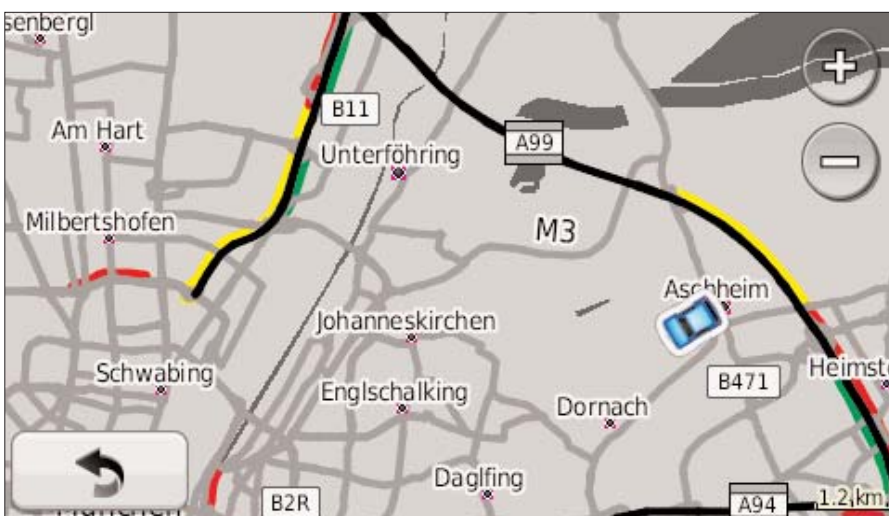 senbergl
B11
Am Hart
A99
Unterföhring
Milbertshofen
M3
Aschheim
Johanneskirchen
Schwabing
Heimste
B471
Englschalking
Dornach
Daglfing
B2R
A94
1.2 km